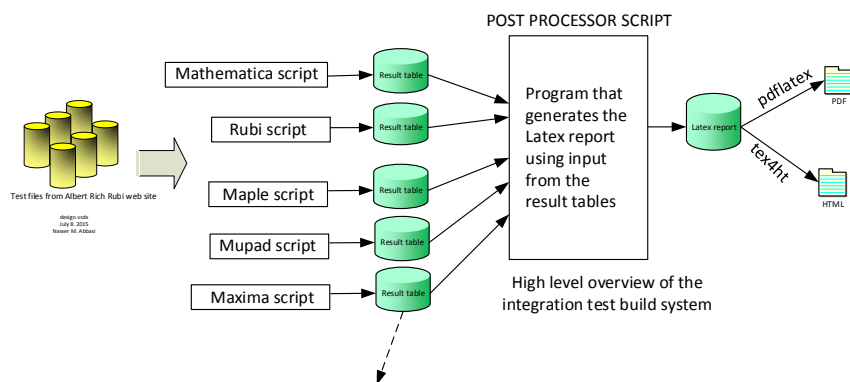 POST PROCESSOR SCRIPT
Mathematica script
Result table
Rubi script
Result table
Maple script
Result table
Mupad script
Result table
Maxima script
Result table
Test files from Albert Rich Rubi web site
design.vsdx
July 8. 2015
Nasser M. Abbasi
Program that
generates the
Latex report
using input
from the
result tables
High level overview of the
integration test build system
Latex report
pdflatex
PDF
tex4ht
HTML